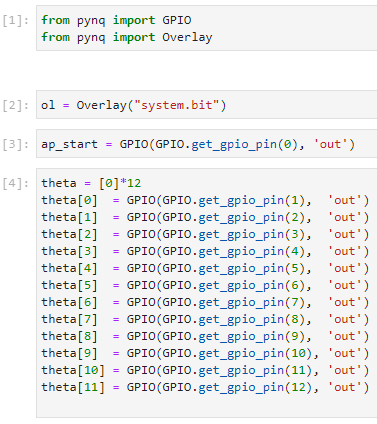 [1]: from pynq import GPIO
from pynq import Overlay
[2]: ol = Overlay("system.bit")
[3]: ap_start = GPIO(GPIO.get_gpio_pin(0), 'out')
[4]: theta = [0]*12
theta[0]  = GPIO(GPIO.get_gpio_pin(1),  'out')
theta[1]  = GPIO(GPIO.get_gpio_pin(2),  'out')
theta[2]  = GPIO(GPIO.get_gpio_pin(3),  'out')
theta[3]  = GPIO(GPIO.get_gpio_pin(4),  'out')
theta[4]  = GPIO(GPIO.get_gpio_pin(5),  'out')
theta[5]  = GPIO(GPIO.get_gpio_pin(6),  'out')
theta[6]  = GPIO(GPIO.get_gpio_pin(7),  'out')
theta[7]  = GPIO(GPIO.get_gpio_pin(8),  'out')
theta[8]  = GPIO(GPIO.get_gpio_pin(9),  'out')
theta[9]  = GPIO(GPIO.get_gpio_pin(10), 'out')
theta[10] = GPIO(GPIO.get_gpio_pin(11), 'out')
theta[11] = GPIO(GPIO.get_gpio_pin(12), 'out')